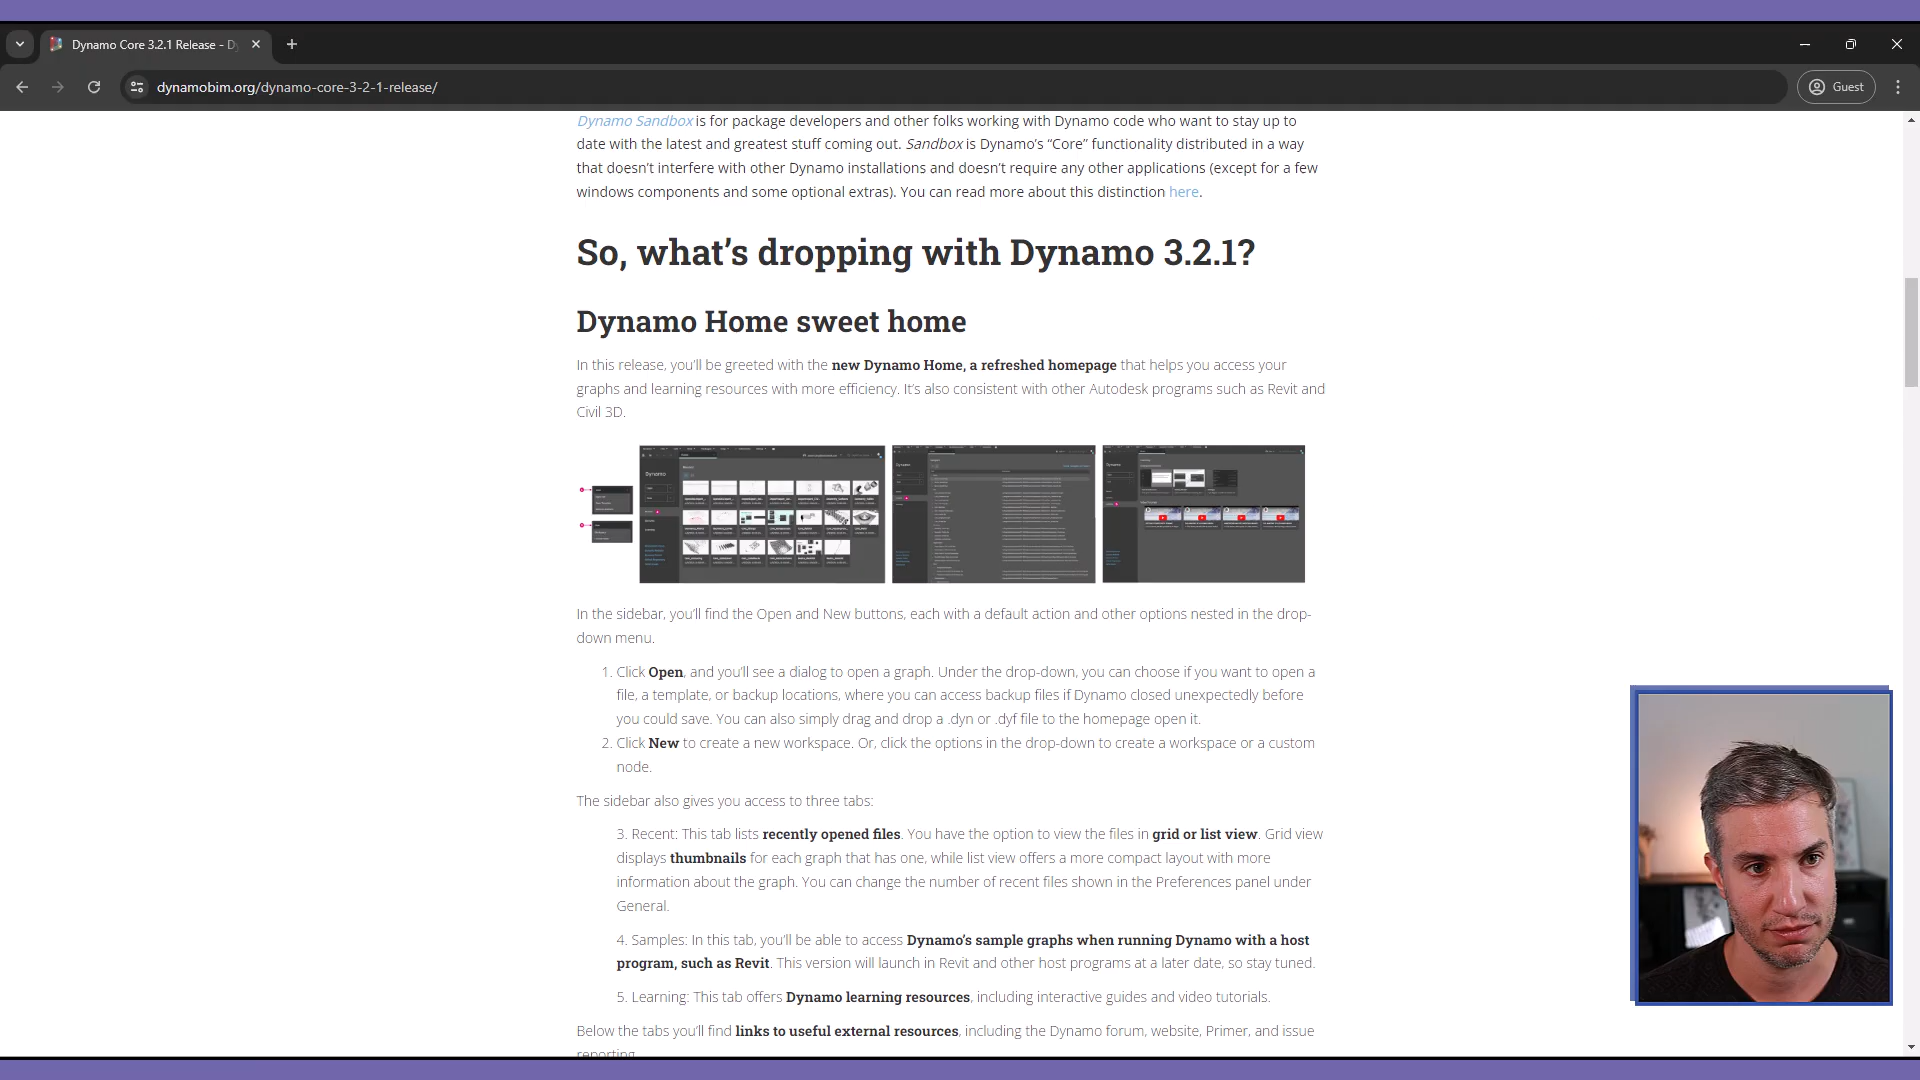 Dynamo Core 3.2.1 Release - D
dynamobim.org/dynamo-core-3-2-1-release/
Guest
Dynamo Sandbox is for package developers and other folks working with Dynamo code who want to stay up to
date with the latest and greatest stuff coming out. Sandbox is Dynamo’s “Core” functionality distributed in a way
that doesn’t interfere with other Dynamo installations and doesn’t require any other applications (except for a few
windows components and some optional extras). You can read more about this distinction here.
So, what’s dropping with Dynamo 3.2.1?
Dynamo Home sweet home
In this release, you’ll be greeted with the new Dynamo Home, a refreshed homepage that helps you access your
graphs and learning resources with more efficiency. It’s also consistent with other Autodesk programs such as Revit and
Civil 3D.
Dynamo
Dynamo
Dynamo
In the sidebar, you’ll find the Open and New buttons, each with a default action and other options nested in the drop-
down menu.
1. Click Open, and you’ll see a dialog to open a graph. Under the drop-down, you can choose if you want to open a
file, a template, or backup locations, where you can access backup files if Dynamo closed unexpectedly before
you could save. You can also simply drag and drop a .dyn or .dyf file to the homepage open it.
2. Click New to create a new workspace. Or, click the options in the drop-down to create a workspace or a custom
node.
The sidebar also gives you access to three tabs:
3. Recent: This tab lists recently opened files. You have the option to view the files in grid or list view. Grid view
displays thumbnails for each graph that has one, while list view offers a more compact layout with more
information about the graph. You can change the number of recent files shown in the Preferences panel under
General.
4. Samples: In this tab, you’ll be able to access Dynamo’s sample graphs when running Dynamo with a host
program, such as Revit. This version will launch in Revit and other host programs at a later date, so stay tuned.
5. Learning: This tab offers Dynamo learning resources, including interactive guides and video tutorials.
Below the tabs you’ll find links to useful external resources, including the Dynamo forum, website, Primer, and issue
reporting.